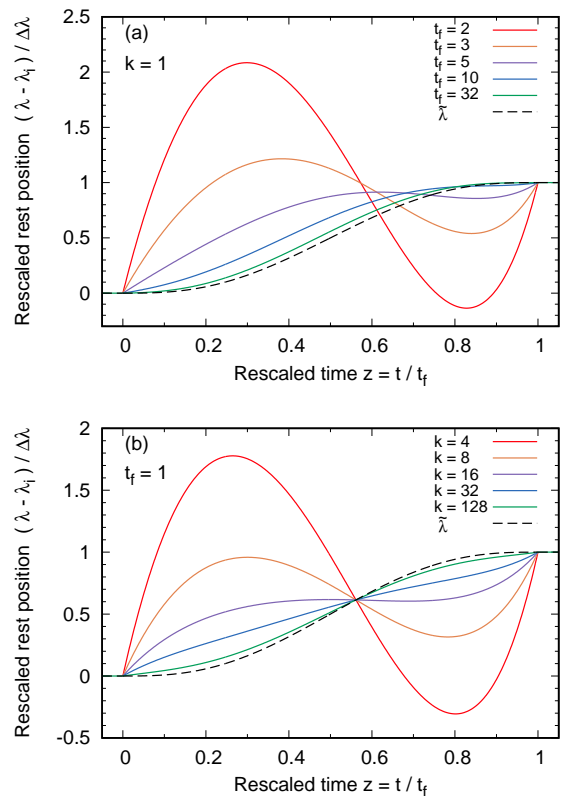 (a)
k = 1
t_f = 2
t_f = 3
t_f = 5
t_f = 10
t_f = 32
λ̃
2.5
2
1.5
1
0.5
0
Rescaled rest position ( λ - λ_i ) / Δλ
0 0.2 0.4 0.6 0.8 1
Rescaled time z = t / t_f
(b)
t_f = 1
k = 4
k = 8
k = 16
k = 32
k = 128
λ̃
2
1.5
1
0.5
0
-0.5
Rescaled rest position ( λ - λ_i ) / Δλ
0 0.2 0.4 0.6 0.8 1
Rescaled time z = t / t_f